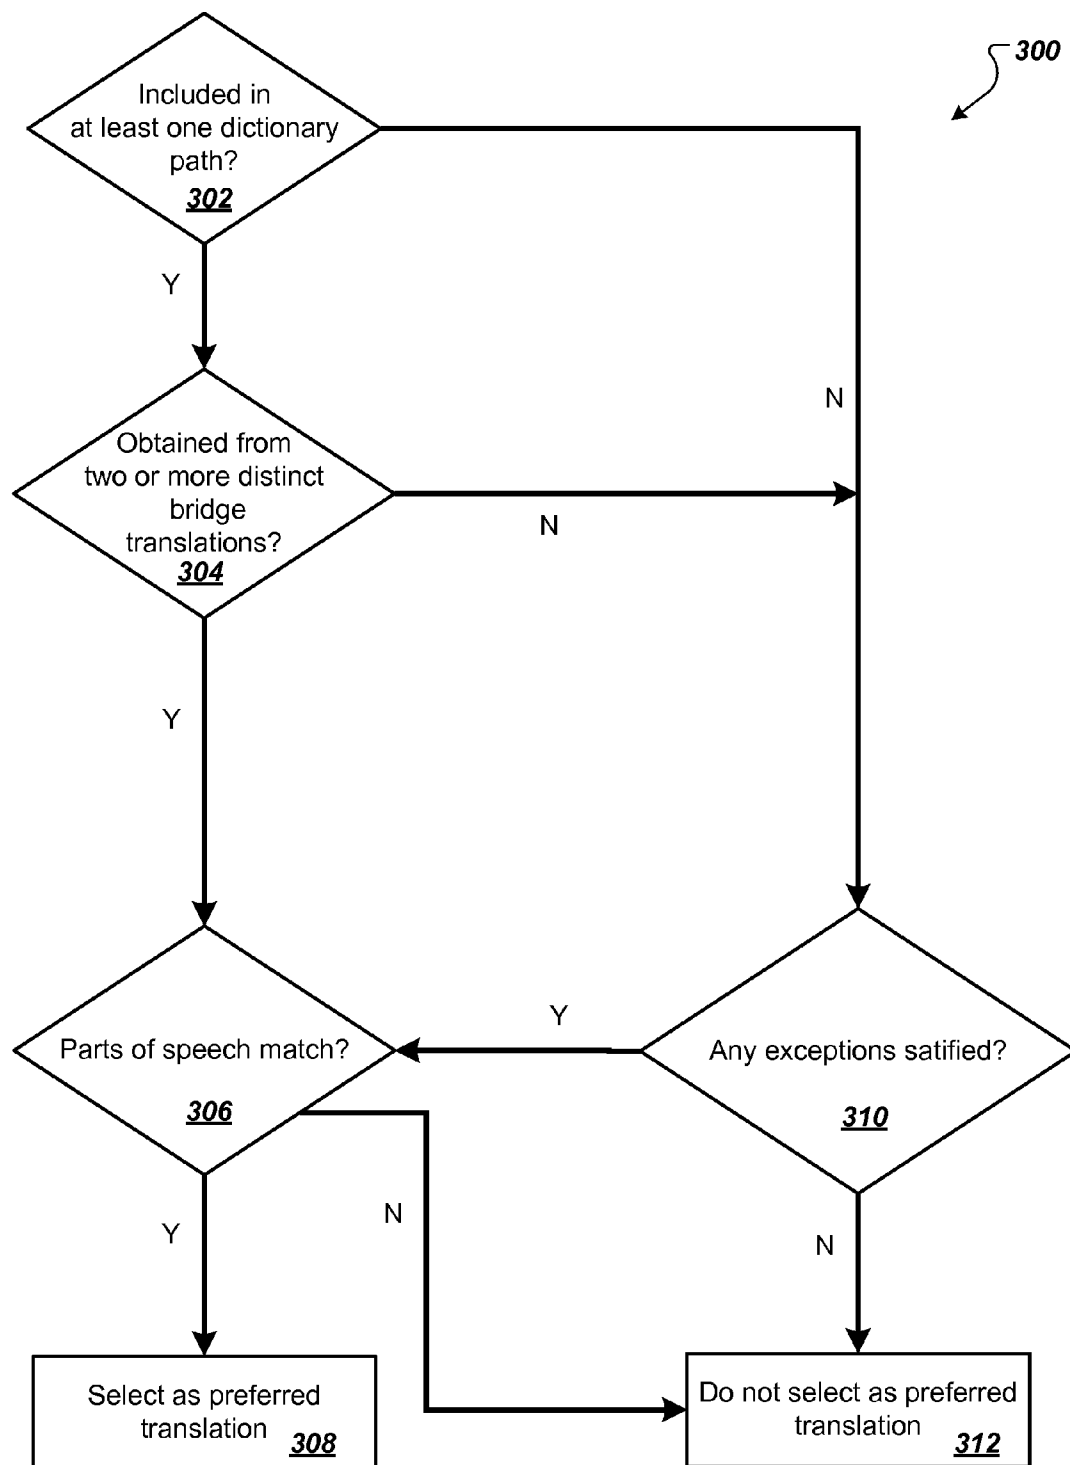 300
Included in
at least one dictionary
path?
302
Y
N
Obtained from
two or more distinct
bridge
translations?
304
N
Y
Parts of speech match?
306
Y
Any exceptions satified?
310
Y
N
N
Select as preferred
translation
308
Do not select as preferred
translation
312